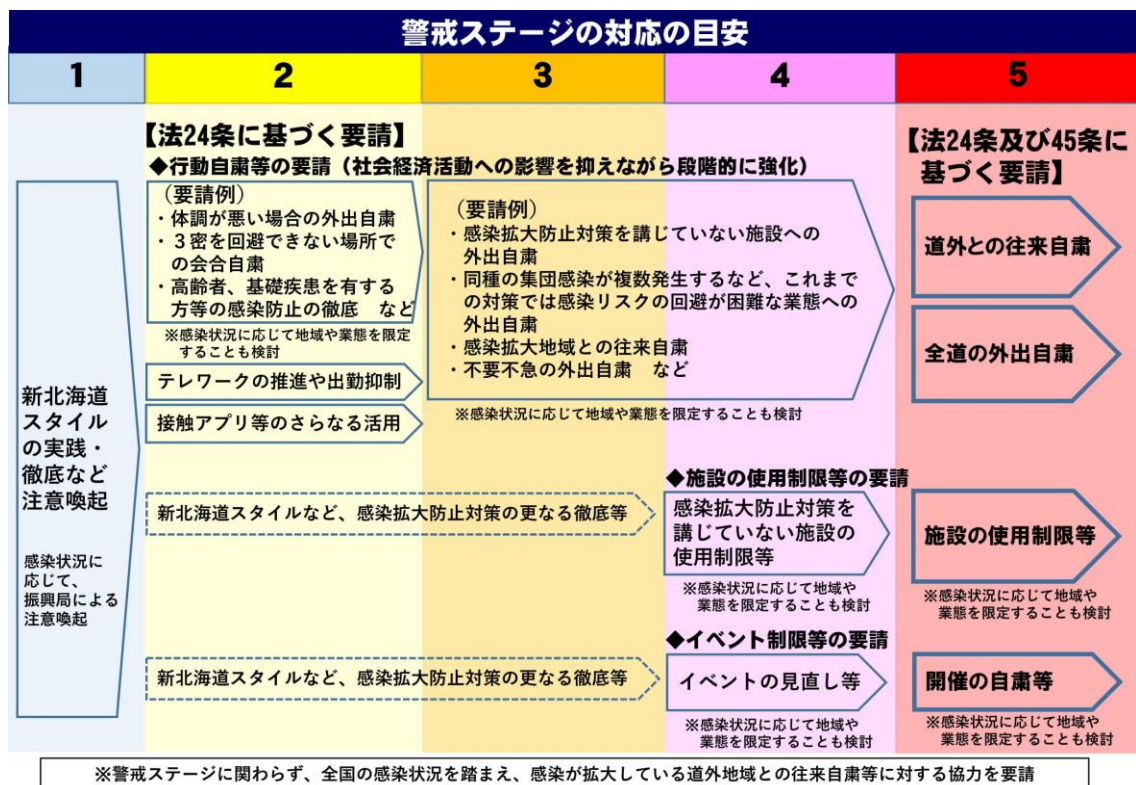 警戒ステージの対応の目安
1
2
3
4
5
新北海道
スタイル
の実践・
徹底など
注意喚起
感染状況に
応じて、
振興局による
注意喚起
【法24条に基づく要請】
◆行動自粛等の要請（社会経済活動への影響を抑えながら段階的に強化）
（要請例）
・体調が悪い場合の外出自粛
・３密を回避できない場所で
の会合自粛
・高齢者、基礎疾患を有する
方等の感染防止の徹底　など
※感染状況に応じて地域や業態を限定
することも検討
テレワークの推進や出勤抑制
接触アプリ等のさらなる活用
（要請例）
・感染拡大防止対策を講じていない施設への
外出自粛
・同種の集団感染が複数発生するなど、これまで
の対策では感染リスクの回避が困難な業態への
外出自粛
・感染拡大地域との往来自粛
・不要不急の外出自粛　など
※感染状況に応じて地域や業態を限定することも検討
新北海道スタイルなど、感染拡大防止対策の更なる徹底等
◆施設の使用制限等の要請
感染拡大防止対策を
講じていない施設の
使用制限等
※感染状況に応じて地域や
業態を限定することも検討
新北海道スタイルなど、感染拡大防止対策の更なる徹底等
◆イベント制限等の要請
イベントの見直し等
※感染状況に応じて地域や
業態を限定することも検討
【法24条及び45条に
基づく要請】
道外との往来自粛
全道の外出自粛
施設の使用制限等
※感染状況に応じて地域や
業態を限定することも検討
開催の自粛等
※感染状況に応じて地域や
業態を限定することも検討
※警戒ステージに関わらず、全国の感染状況を踏まえ、感染が拡大している道外地域との往来自粛等に対する協力を要請